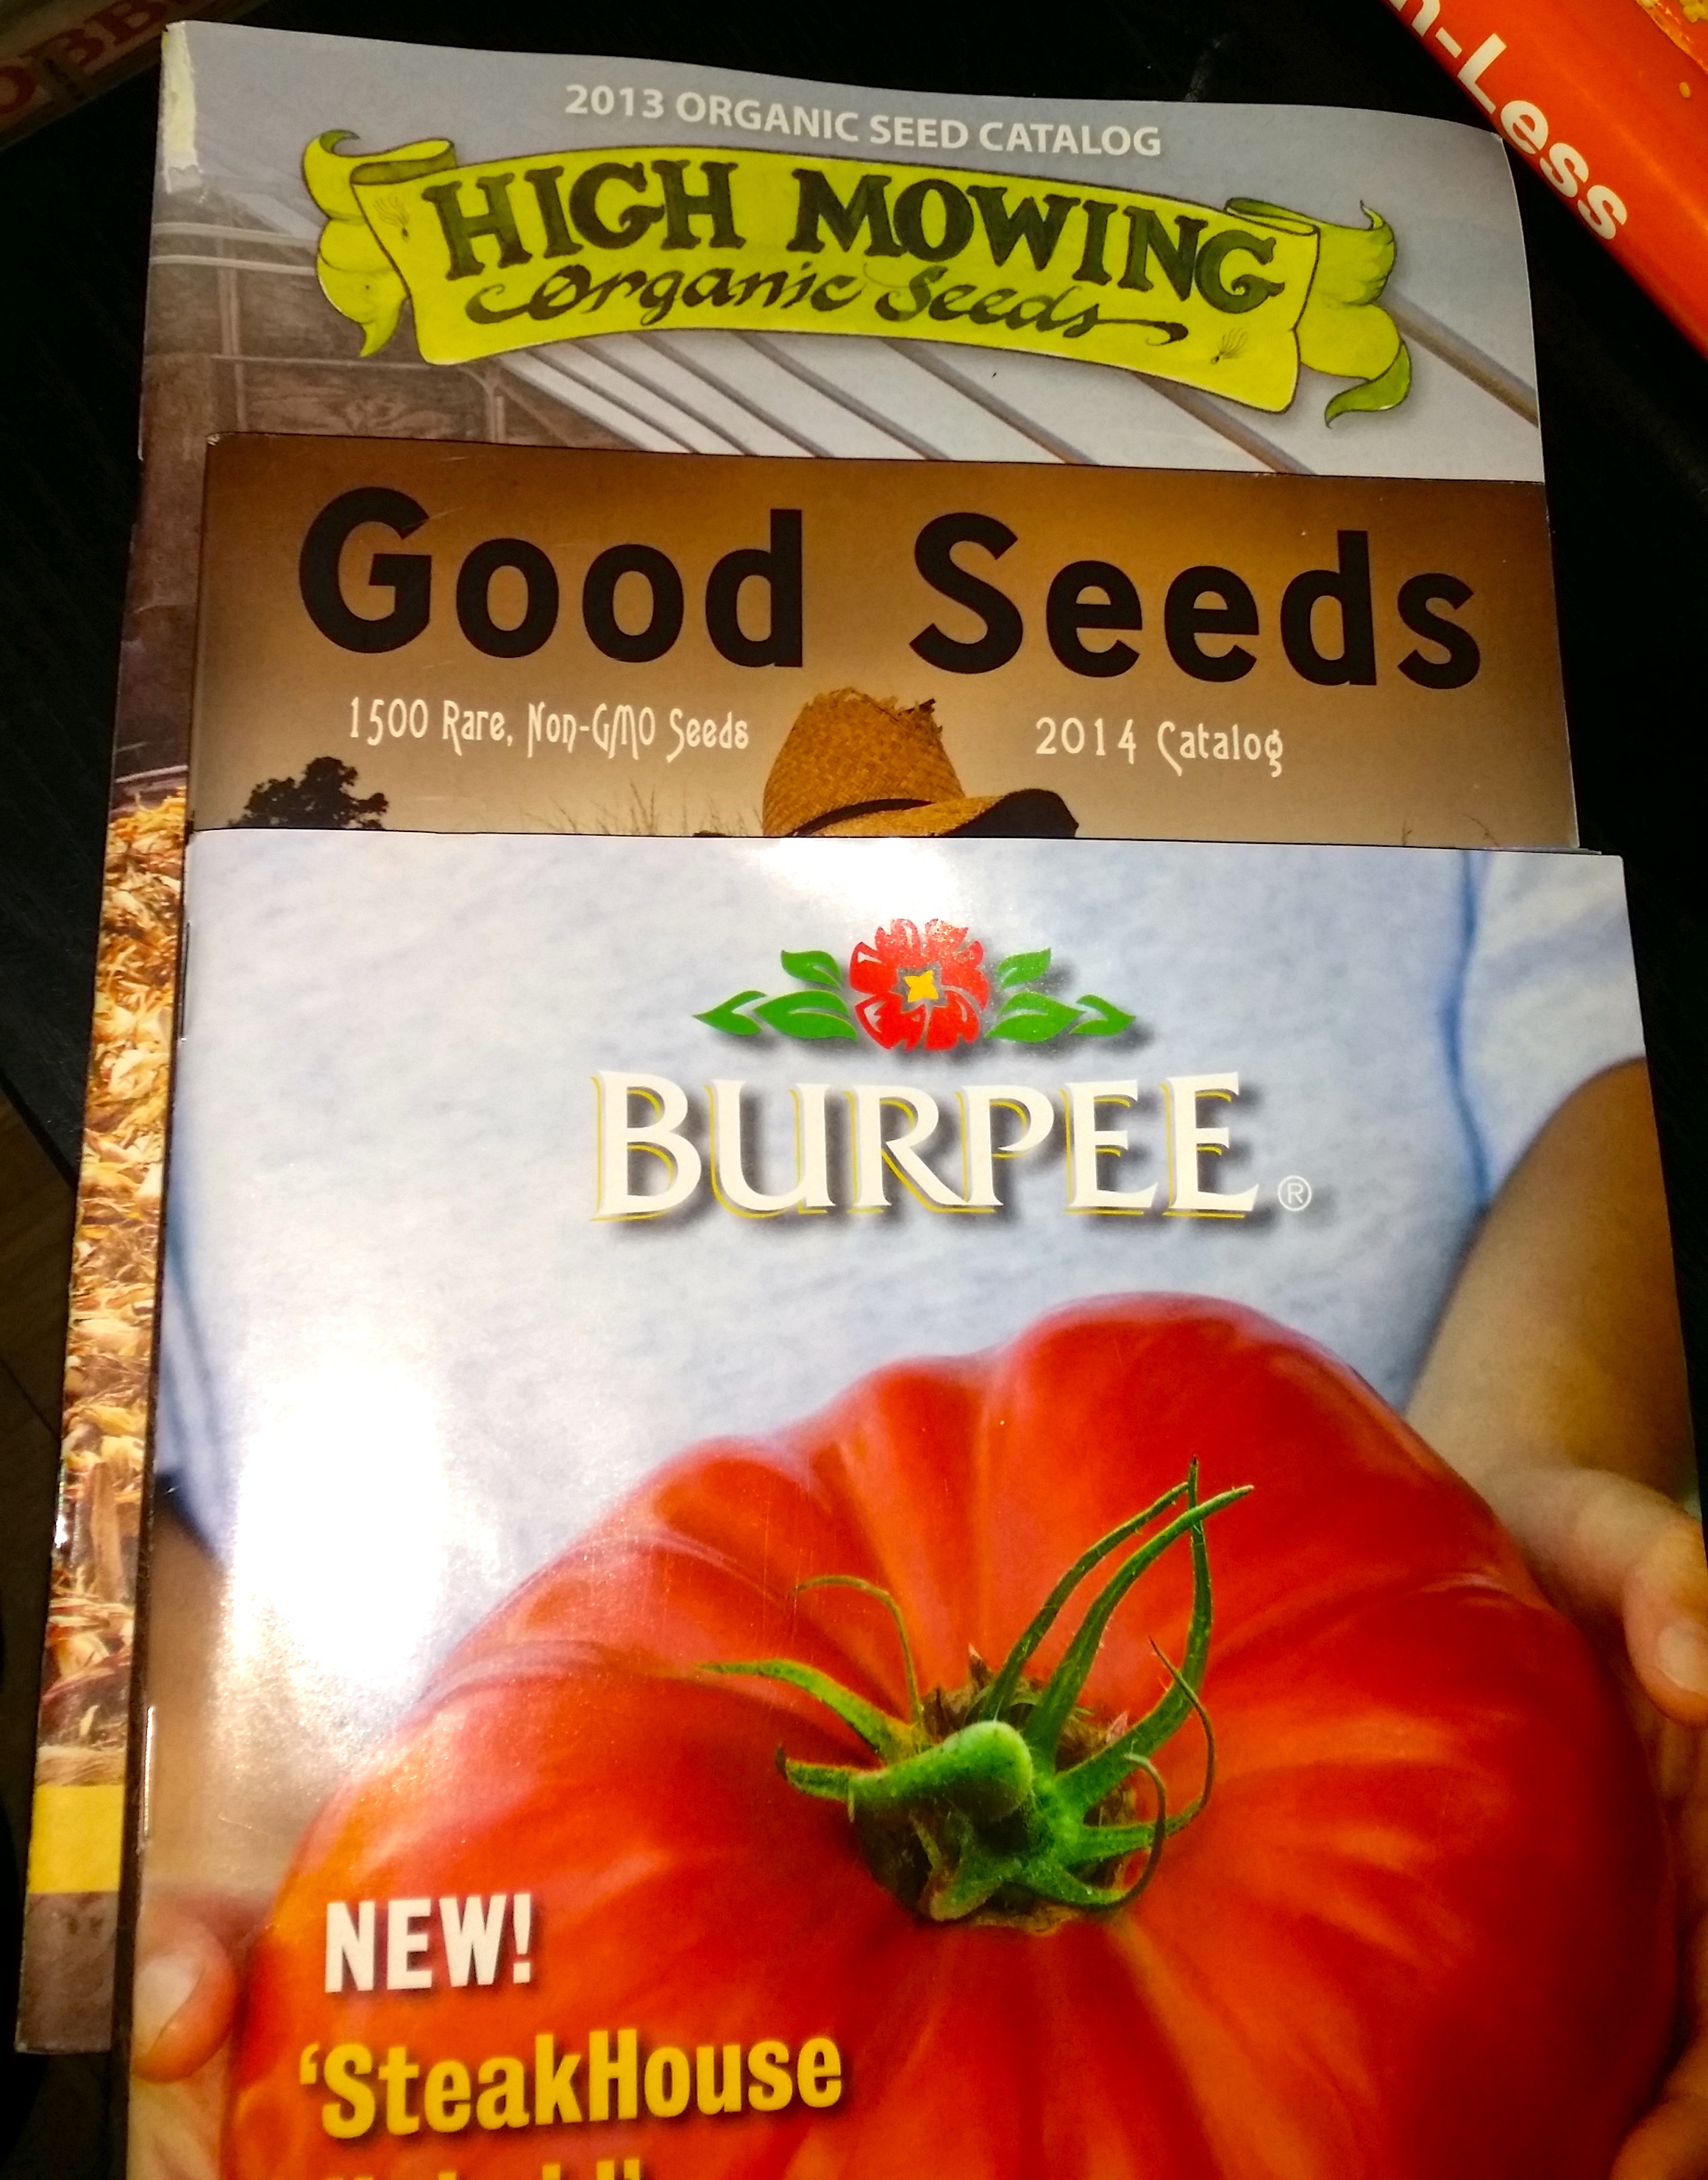 2013 ORGANIC SEED CATALOG
HIGH MOWING
Organic Seeds
Good Seeds
1500 Rare, Non-GMO Seeds
2014 Catalog
BURPEE®
NEW!
‘SteakHouse
-Less